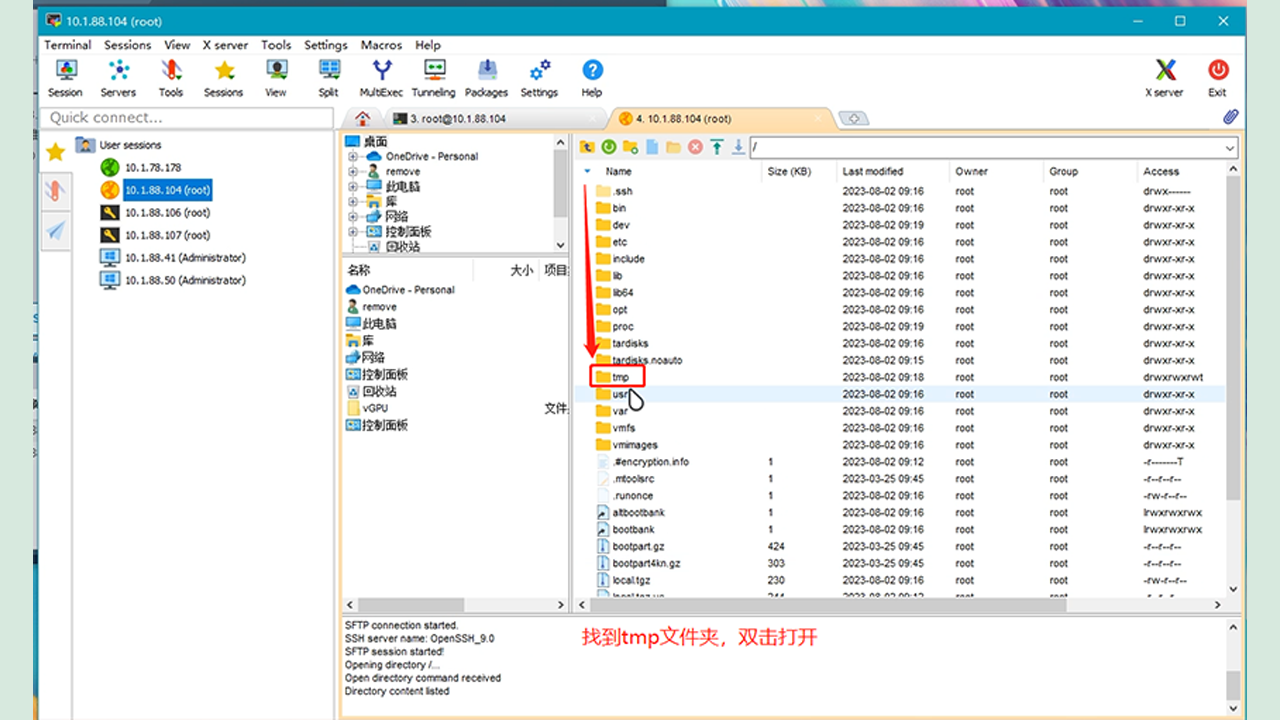 10.1.88.104 (root)
Terminal Sessions View X server Tools Settings Macros Help
Session Servers Tools Sessions View Split MultiExec Tunneling Packages Settings Help X server Exit
Quick connect...
3. root@10.1.88.104
4. 10.1.88.104 (root)
User sessions
10.1.78.178
10.1.88.104 (root)
10.1.88.106 (root)
10.1.88.107 (root)
10.1.88.41 (Administrator)
10.1.88.50 (Administrator)
桌面
OneDrive - Personal
remove
此电脑
库
网络
控制面板
回收站
名称 大小 项目
OneDrive - Personal
remove
此电脑
库
网络
控制面板
回收站
vGPU 文件
控制面板
/
Name Size (KB) Last modified Owner Group Access
.ssh 2023-08-02 09:16 root root drwx------
bin 2023-08-02 09:16 root root drwxr-xr-x
dev 2023-08-02 09:19 root root drwxr-xr-x
etc 2023-08-02 09:16 root root drwxr-xr-x
include 2023-08-02 09:16 root root drwxr-xr-x
lib 2023-08-02 09:16 root root drwxr-xr-x
lib64 2023-08-02 09:16 root root drwxr-xr-x
opt 2023-08-02 09:16 root root drwxr-xr-x
proc 2023-08-02 09:19 root root drwxr-xr-x
tardisks 2023-08-02 09:16 root root drwxr-xr-x
tardisks.noauto 2023-08-02 09:15 root root drwxr-xr-x
tmp 2023-08-02 09:18 root root drwxrwxrwt
usr 2023-08-02 09:16 root root drwxr-xr-x
var 2023-08-02 09:16 root root drwxr-xr-x
vmfs 2023-08-02 09:16 root root drwxr-xr-x
vmimages 2023-08-02 09:16 root root drwxr-xr-x
.#encryption.info 1 2023-08-02 09:12 root root -r-------T
.mtoolsrc 1 2023-03-25 09:45 root root -r--r--r--
.runonce 1 2023-08-02 09:16 root root -rw-r--r--
altbootbank 1 2023-08-02 09:16 root root lrwxrwxrwx
bootbank 1 2023-08-02 09:16 root root lrwxrwxrwx
bootpart.gz 424 2023-03-25 09:45 root root -r--r--r--
bootpart4kn.gz 303 2023-03-25 09:45 root root -r--r--r--
local.tgz 230 2023-08-02 09:16 root root -rw-r--r--
SFTP connection started.
SSH server name: OpenSSH_9.0
SFTP session started!
Opening directory /...
Open directory command received
Directory content listed
找到tmp文件夹，双击打开